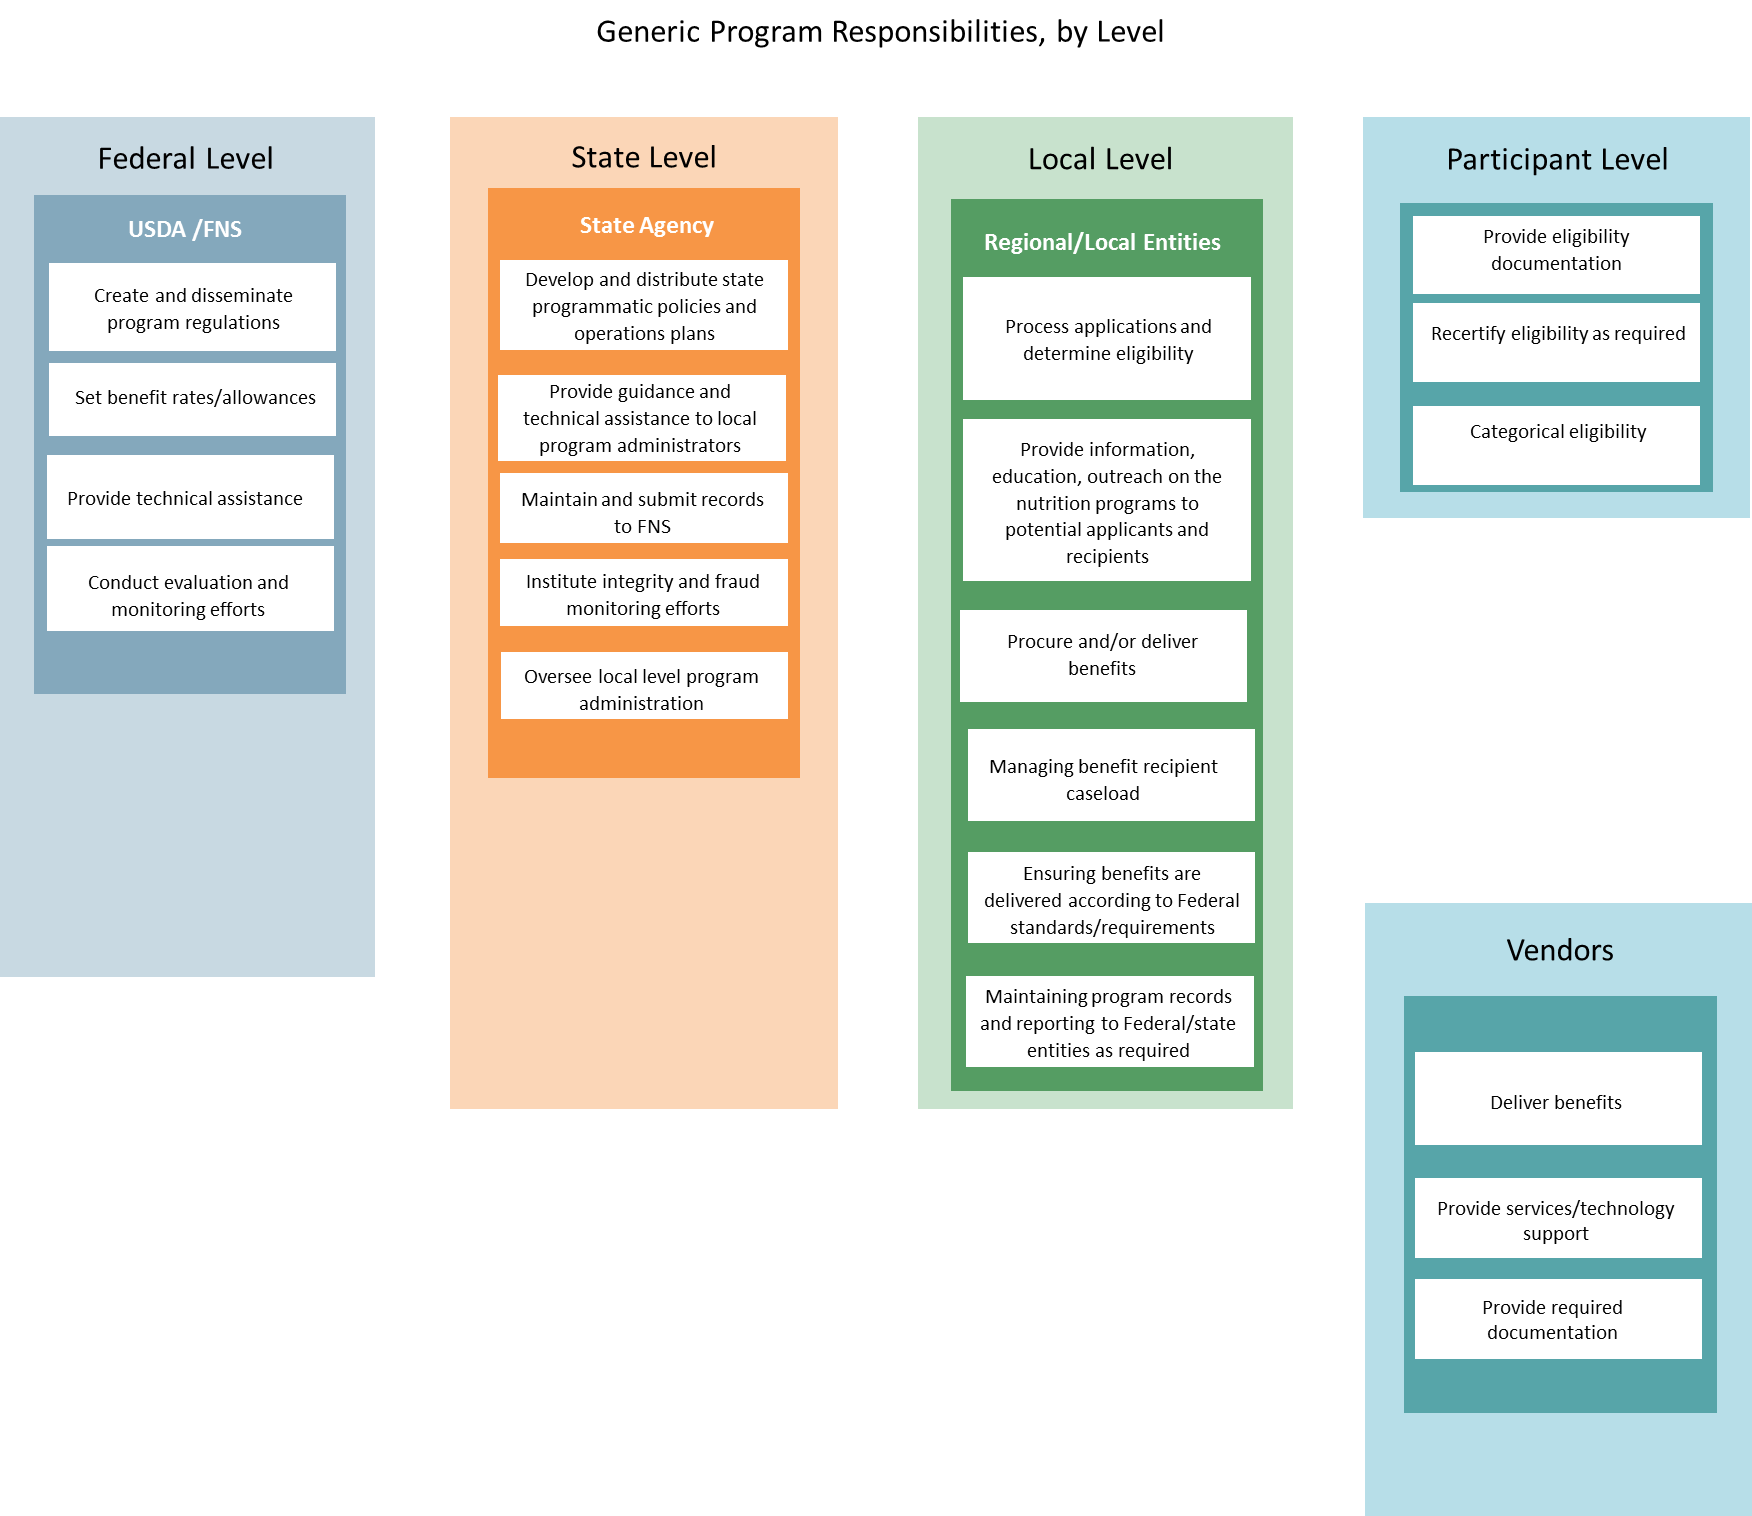 Generic Program Responsibilities, by Level
Federal Level
USDA /FNS
Create and disseminate
program regulations
Set benefit rates/allowances
Provide technical assistance
Conduct evaluation and
monitoring efforts
State Level
State Agency
Develop and distribute state
programmatic policies and
operations plans
Provide guidance and
technical assistance to local
program administrators
Maintain and submit records
to FNS
Institute integrity and fraud
monitoring efforts
Oversee local level program
administration
Local Level
Regional/Local Entities
Process applications and
determine eligibility
Provide information,
education, outreach on the
nutrition programs to
potential applicants and
recipients
Procure and/or deliver
benefits
Managing benefit recipient
caseload
Ensuring benefits are
delivered according to Federal
standards/requirements
Maintaining program records
and reporting to Federal/state
entities as required
Participant Level
Provide eligibility
documentation
Recertify eligibility as required
Categorical eligibility
Vendors
Deliver benefits
Provide services/technology
support
Provide required
documentation